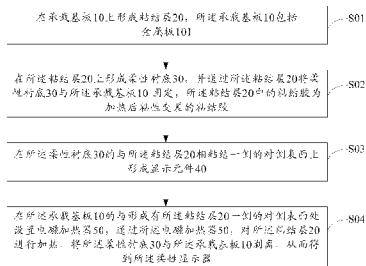 在承载基板10上形成粘结层20，所述承载基板10包括
金属板101
S01
在所述粘结层20上形成柔性衬底30，并通过所述粘结层20将柔
性衬底30与所述承载基板10 固定，所述粘结层20中的粘结胶为
加热后粘性变差的粘结胶
S02
在所述柔性衬底30的与所述粘结层20相粘结一侧的对侧表面上
形成显示元件40
S03
在所述承载基板10的与形成有所述粘结层20一侧的对侧表面处
设置电磁加热器50，通过所述电磁加热器50，对所述粘结层20
进行加热，将所述柔性衬底30与所述承载基板10剥离，从而得
到所述柔性显示器
S04